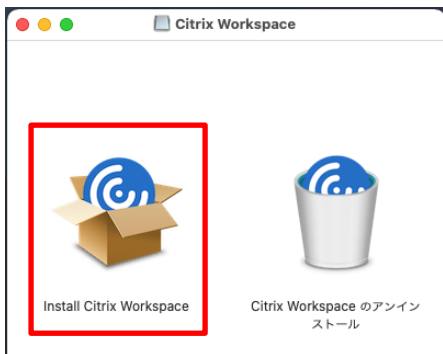 Citrix Workspace
Install Citrix Workspace
Citrix Workspace のアンイン
ストール